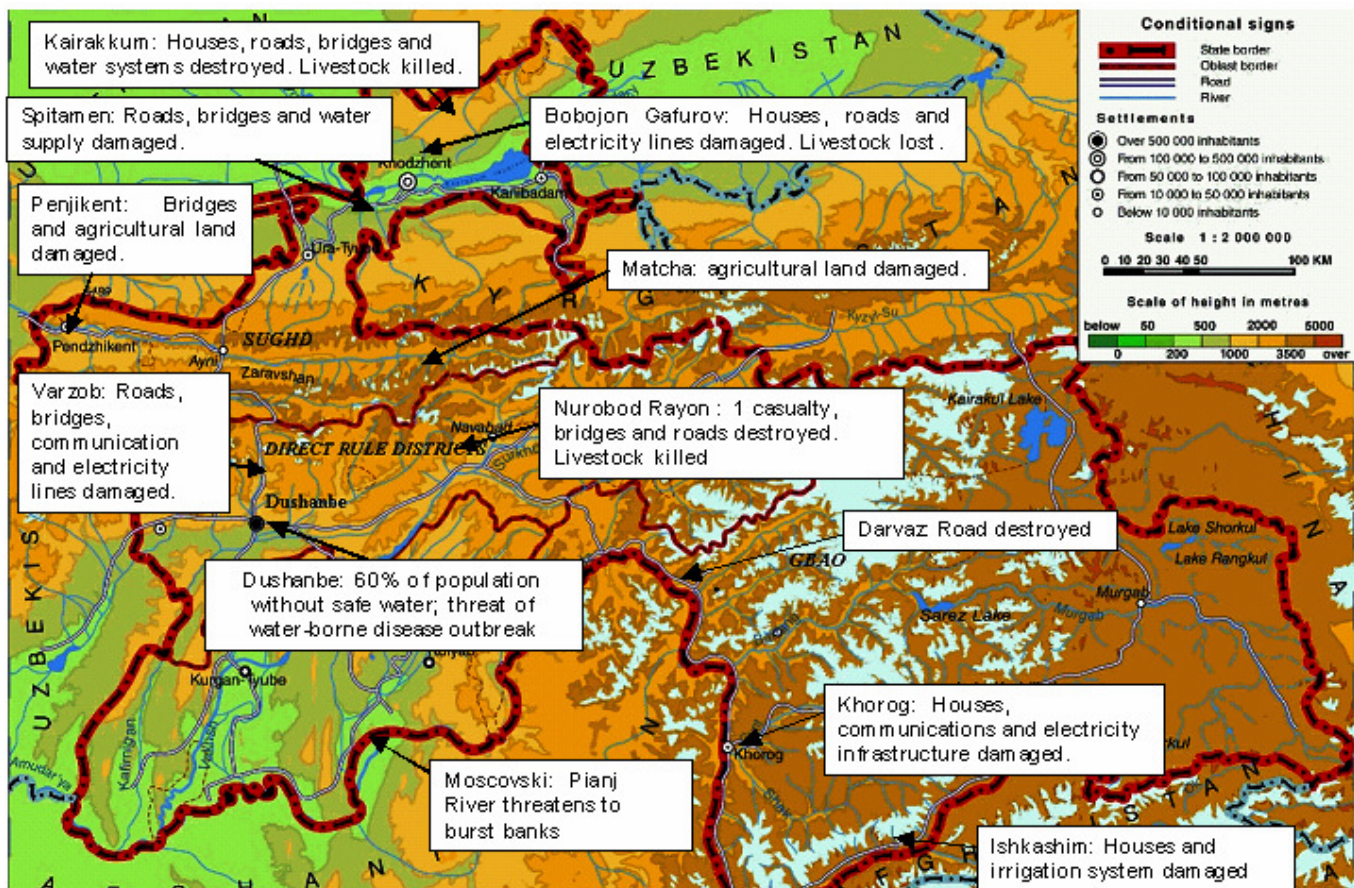 Kairakkum: Houses, roads, bridges and
water systems destroyed. Livestock killed.
Spitamen: Roads, bridges and water
supply damaged.
Bobojon Gafurov: Houses, roads and
electricity lines damaged. Livestock lost.
Penjikent: Bridges
and agricultural land
damaged.
Matcha: agricultural land damaged.
Varzob: Roads,
bridges,
communication
and electricity
lines damaged.
Nurobod Rayon : 1 casualty,
bridges and roads destroyed.
Livestock killed
Darvaz Road destroyed
Dushanbe: 60% of population
without safe water; threat of
water-borne disease outbreak
Khorog: Houses,
communications and electricity
infrastructure damaged.
Moscovski: Pianj
River threatens to
burst banks
Ishkashim: Houses and
irrigation system damaged
UZBEKISTAN
Khodzhent
Kanibadam
Ura-Tyube
Pendzhikent
Ayni
SUGHD
Zaravshan
Kyzyl-Su
Navabad
DIRECT RULE DISTRICTS
Dushanbe
Kairakul Lake
Lake Shorkul
Lake Rangkul
GBAO
Murgab
Sarez Lake
Murgab
Kurgan-Tyube
Kafirnigan
Vakhsh
Amudar'ya
Khorog
Conditional signs
State border
Oblast border
Road
River
Settlements
Over 500 000 inhabitants
From 100 000 to 500 000 inhabitants
From 50 000 to 100 000 inhabitants
From 10 000 to 50 000 inhabitants
Below 10 000 inhabitants
Scale 1 : 2 000 000
0 10 20 30 40 50 100 KM
Scale of height in metres
below 50 500 2000 5000
0 200 1000 3500 over